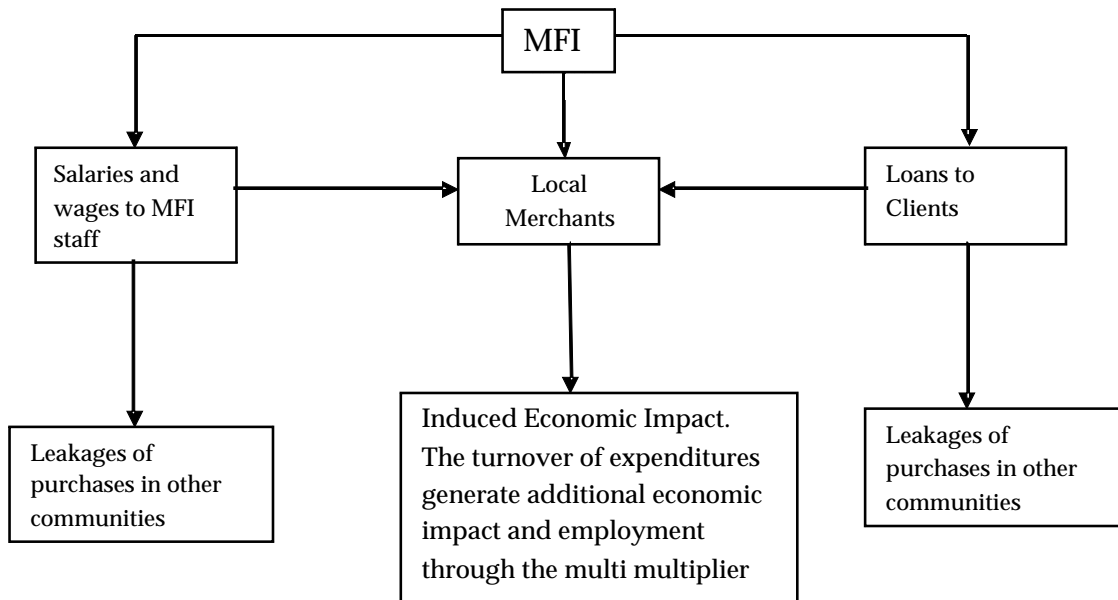 MFI
Salaries and
wages to MFI
staff
Local
Merchants
Loans to
Clients
Leakages of
purchases in other
communities
Induced Economic Impact.
The turnover of expenditures
generate additional economic
impact and employment
through the multi multiplier
Leakages of
purchases in other
communities